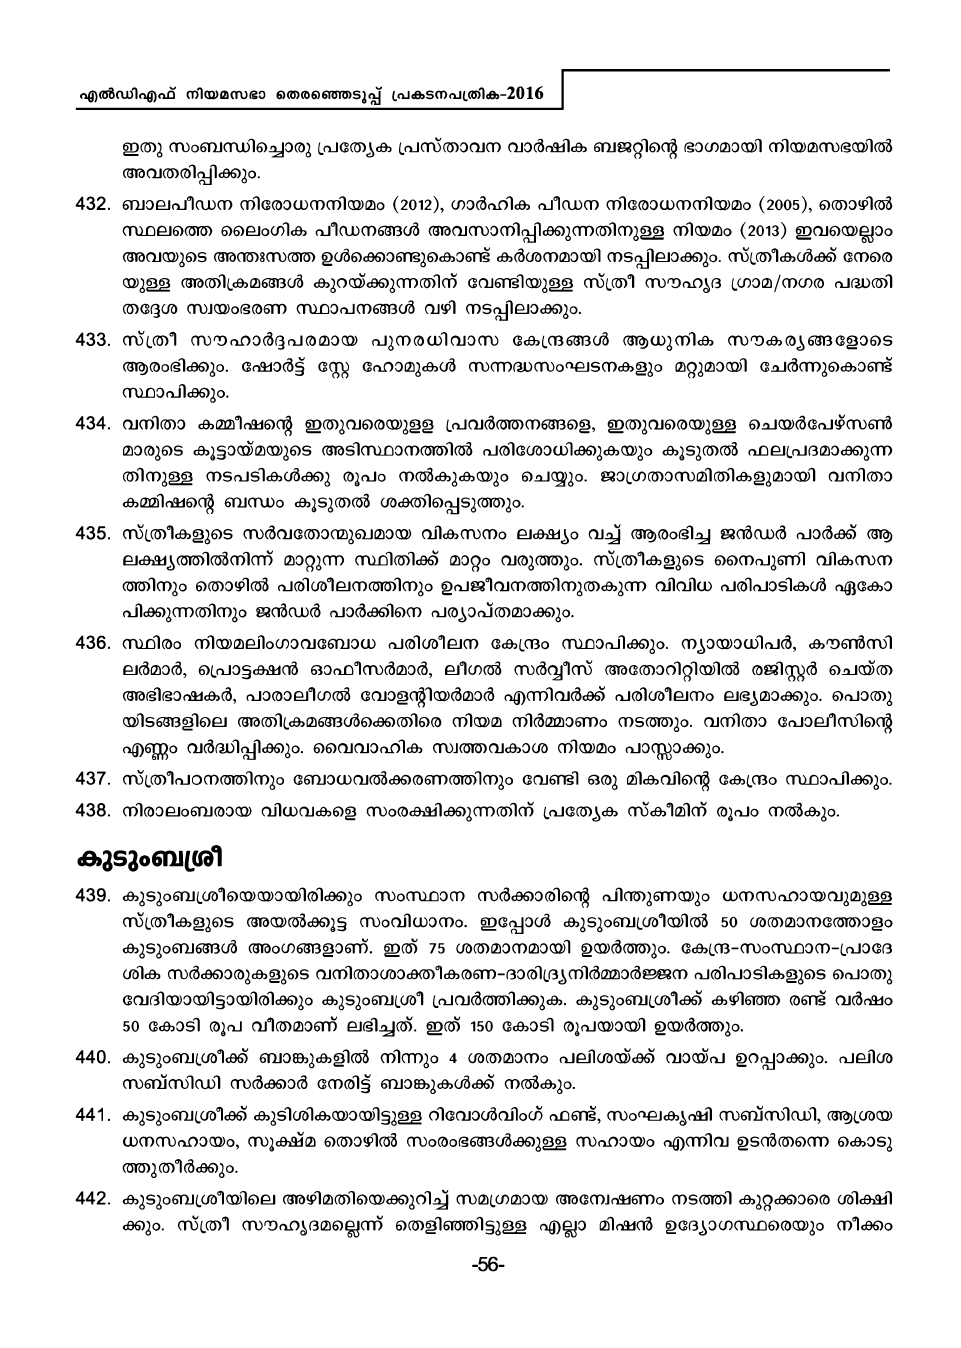 എൽഡിഎഫ് നിയമസഭാ തെരഞ്ഞെടുപ്പ് പ്രകടനപത്രിക-2016
ഇതു സംബന്ധിച്ചൊരു പ്രത്യേക പ്രസ്താവന വാർഷിക ബജറ്റിന്റെ ഭാഗമായി നിയമസഭയിൽ
അവതരിപ്പിക്കും.
432. ബാലപീഡന നിരോധനനിയമം (2012), ഗാർഹിക പീഡന നിരോധനനിയമം (2005), തൊഴിൽ
സ്ഥലത്തെ ലൈംഗിക പീഡനങ്ങൾ അവസാനിപ്പിക്കുന്നതിനുള്ള നിയമം (2013) ഇവയെല്ലാം
അവയുടെ അന്തഃസത്ത ഉൾക്കൊണ്ടുകൊണ്ട് കർശനമായി നടപ്പിലാക്കും. സ്ത്രീകൾക്ക് നേരെ
യുള്ള അതിക്രമങ്ങൾ കുറയ്ക്കുന്നതിന് വേണ്ടിയുള്ള സ്ത്രീ സൗഹൃദ ഗ്രാമ/നഗര പദ്ധതി
തദ്ദേശ സ്വയംഭരണ സ്ഥാപനങ്ങൾ വഴി നടപ്പിലാക്കും.
433. സ്ത്രീ സൗഹാർദ്ദപരമായ പുനരധിവാസ കേന്ദ്രങ്ങൾ ആധുനിക സൗകര്യങ്ങളോടെ
ആരംഭിക്കും. ഷോർട്ട് സ്റ്റേ ഹോമുകൾ സന്നദ്ധസംഘടനകളും മറ്റുമായി ചേർന്നുകൊണ്ട്
സ്ഥാപിക്കും.
434. വനിതാ കമ്മീഷന്റെ ഇതുവരെയുളള പ്രവർത്തനങ്ങളെ, ഇതുവരെയുള്ള ചെയർപേഴ്സൺ
മാരുടെ കൂട്ടായ്മയുടെ അടിസ്ഥാനത്തിൽ പരിശോധിക്കുകയും കൂടുതൽ ഫലപ്രദമാക്കുന്ന
തിനുള്ള നടപടികൾക്കു രൂപം നൽകുകയും ചെയ്യും. ജാഗ്രതാസമിതികളുമായി വനിതാ
കമ്മിഷന്റെ ബന്ധം കൂടുതൽ ശക്തിപ്പെടുത്തും.
435. സ്ത്രീകളുടെ സർവതോന്മുഖമായ വികസനം ലക്ഷ്യം വച്ച് ആരംഭിച്ച ജൻഡർ പാർക്ക് ആ
ലക്ഷ്യത്തിൽനിന്ന് മാറ്റുന്ന സ്ഥിതിക്ക് മാറ്റം വരുത്തും. സ്ത്രീകളുടെ നൈപുണി വികസന
ത്തിനും തൊഴിൽ പരിശീലനത്തിനും ഉപജീവനത്തിനുതകുന്ന വിവിധ പരിപാടികൾ ഏകോ
പിക്കുന്നതിനും ജൻഡർ പാർക്കിനെ പര്യാപ്തമാക്കും.
436. സ്ഥിരം നിയമലിംഗാവബോധ പരിശീലന കേന്ദ്രം സ്ഥാപിക്കും. ന്യായാധിപർ, കൗൺസി
ലർമാർ, പ്രൊട്ടക്ഷൻ ഓഫീസർമാർ, ലീഗൽ സർവ്വീസ് അതോറിറ്റിയിൽ രജിസ്റ്റർ ചെയ്ത
അഭിഭാഷകർ, പാരാലീഗൽ വോളന്റിയർമാർ എന്നിവർക്ക് പരിശീലനം ലഭ്യമാക്കും. പൊതു
യിടങ്ങളിലെ അതിക്രമങ്ങൾക്കെതിരെ നിയമ നിർമ്മാണം നടത്തും. വനിതാ പോലീസിന്റെ
എണ്ണം വർദ്ധിപ്പിക്കും. വൈവാഹിക സ്വത്തവകാശ നിയമം പാസ്സാക്കും.
437. സ്ത്രീപഠനത്തിനും ബോധവൽക്കരണത്തിനും വേണ്ടി ഒരു മികവിന്റെ കേന്ദ്രം സ്ഥാപിക്കും.
438. നിരാലംബരായ വിധവകളെ സംരക്ഷിക്കുന്നതിന് പ്രത്യേക സ്കീമിന് രൂപം നൽകും.
കുടുംബശ്രീ
439. കുടുംബശ്രീയെയായിരിക്കും സംസ്ഥാന സർക്കാരിന്റെ പിന്തുണയും ധനസഹായവുമുള്ള
സ്ത്രീകളുടെ അയൽക്കൂട്ട സംവിധാനം. ഇപ്പോൾ കുടുംബശ്രീയിൽ 50 ശതമാനത്തോളം
കുടുംബങ്ങൾ അംഗങ്ങളാണ്. ഇത് 75 ശതമാനമായി ഉയർത്തും. കേന്ദ്ര-സംസ്ഥാന-പ്രാദേ
ശിക സർക്കാരുകളുടെ വനിതാശാക്തീകരണ-ദാരിദ്ര്യനിർമ്മാർജ്ജന പരിപാടികളുടെ പൊതു
വേദിയായിട്ടായിരിക്കും കുടുംബശ്രീ പ്രവർത്തിക്കുക. കുടുംബശ്രീക്ക് കഴിഞ്ഞ രണ്ട് വർഷം
50 കോടി രൂപ വീതമാണ് ലഭിച്ചത്. ഇത് 150 കോടി രൂപയായി ഉയർത്തും.
440. കുടുംബശ്രീക്ക് ബാങ്കുകളിൽ നിന്നും 4 ശതമാനം പലിശയ്ക്ക് വായ്പ ഉറപ്പാക്കും. പലിശ
സബ്സിഡി സർക്കാർ നേരിട്ട് ബാങ്കുകൾക്ക് നൽകും.
441. കുടുംബശ്രീക്ക് കുടിശികയായിട്ടുള്ള റിവോൾവിംഗ് ഫണ്ട്, സംഘകൃഷി സബ്സിഡി, ആശ്രയ
ധനസഹായം, സൂക്ഷ്മ തൊഴിൽ സംരംഭങ്ങൾക്കുള്ള സഹായം എന്നിവ ഉടൻതന്നെ കൊടു
ത്തുതീർക്കും.
442. കുടുംബശ്രീയിലെ അഴിമതിയെക്കുറിച്ച് സമഗ്രമായ അന്വേഷണം നടത്തി കുറ്റക്കാരെ ശിക്ഷി
ക്കും. സ്ത്രീ സൗഹൃദമല്ലെന്ന് തെളിഞ്ഞിട്ടുള്ള എല്ലാ മിഷൻ ഉദ്യോഗസ്ഥരെയും നീക്കം
-56-